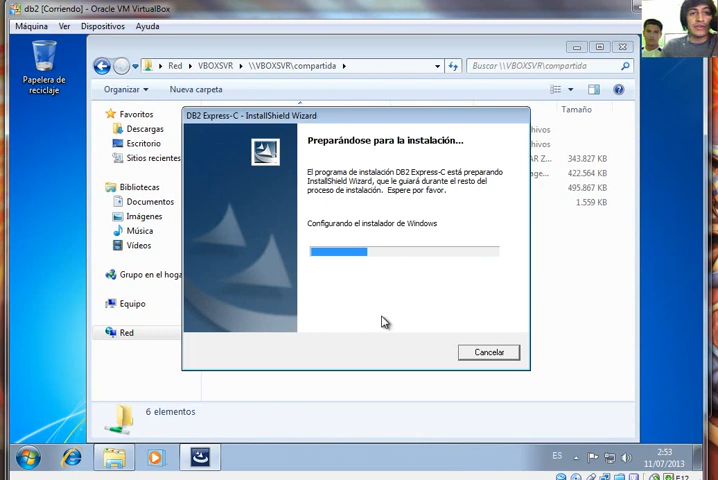 db2 [Corriendo] - Oracle VM VirtualBox
Máquina Ver Dispositivos Ayuda
Papelera de
reciclaje
Red VBOXSVR \\VBOXSVR\compartida
Buscar \\VBOXSVR\compartida
Organizar Nueva carpeta
Favoritos
Descargas
Escritorio
Sitios recientes
Bibliotecas
Documentos
Imágenes
Música
Vídeos
Grupo en el hoga
Equipo
Red
Tamaño
chivos
chivos
AR Z... 343.827 KB
age... 422.564 KB
495.867 KB
1.559 KB
DB2 Express-C - InstallShield Wizard
Preparándose para la instalación...
El programa de instalación DB2 Express-C está preparando
InstallShield Wizard, que le guiará durante el resto del
proceso de instalación. Espere por favor.
Configurando el instalador de Windows
Cancelar
6 elementos
ES
2:53
11/07/2013